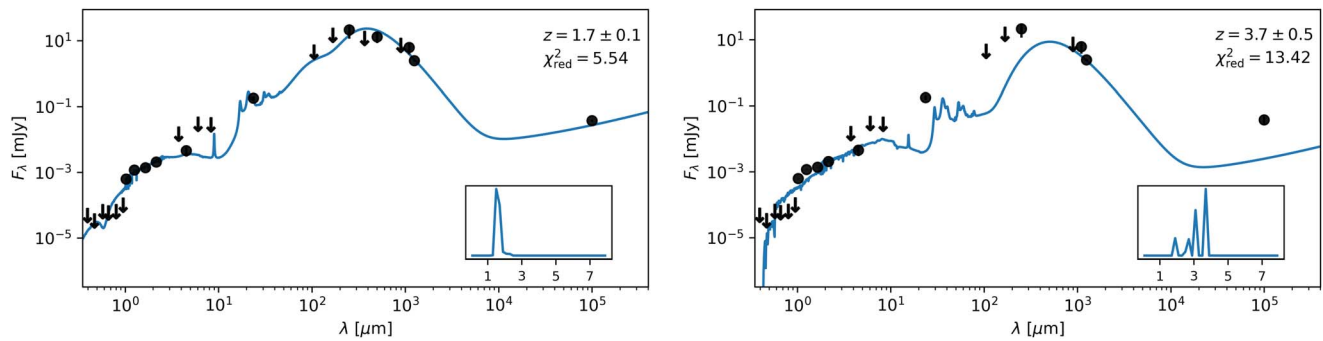 z = 1.7 ± 0.1
χ²red = 5.54
10¹
10⁻¹
10⁻³
10⁻⁵
Fλ [mJy]
1 3 5 7
10⁰ 10¹ 10² 10³ 10⁴ 10⁵
λ [μm]
z = 3.7 ± 0.5
χ²red = 13.42
10¹
10⁻¹
10⁻³
10⁻⁵
Fλ [mJy]
1 3 5 7
10⁰ 10¹ 10² 10³ 10⁴ 10⁵
λ [μm]